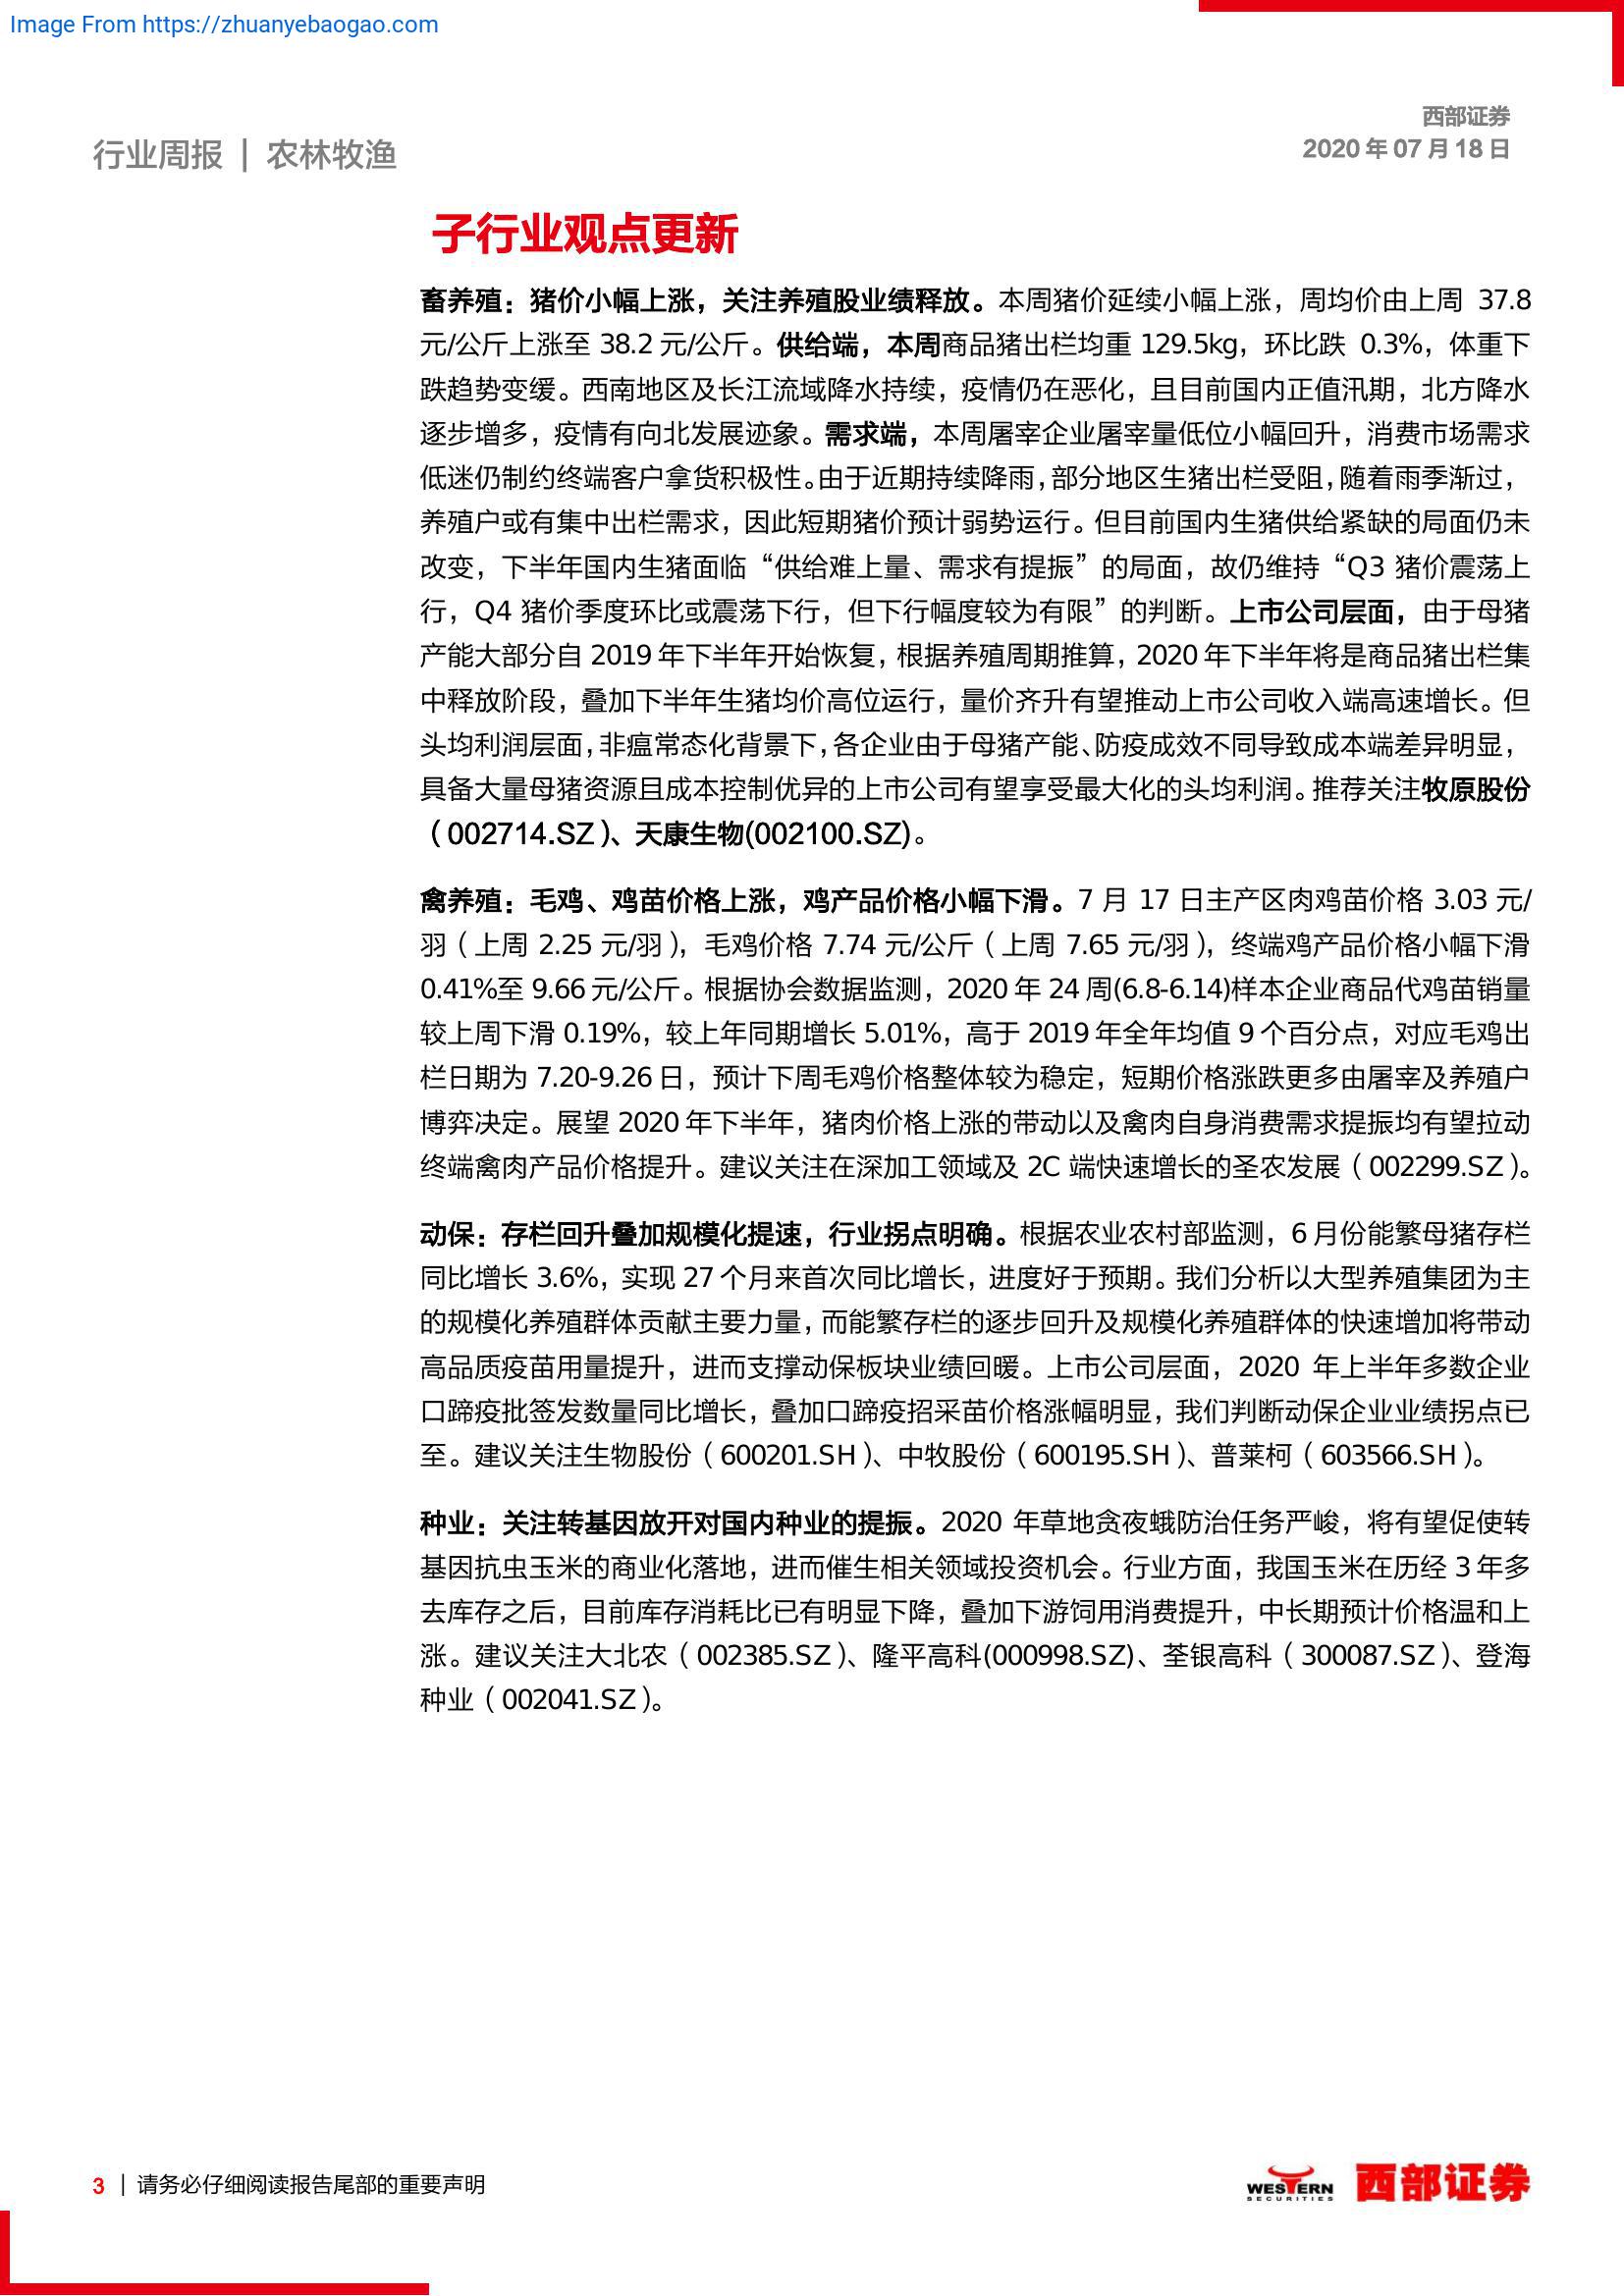 Image From https://zhuanyebaogao.com
西部证券
2020 年 07 月 18 日
行业周报 | 农林牧渔
子行业观点更新
畜养殖：猪价小幅上涨，关注养殖股业绩释放。本周猪价延续小幅上涨，周均价由上周 37.8
元/公斤上涨至 38.2 元/公斤。供给端，本周商品猪出栏均重 129.5kg，环比跌 0.3%，体重下
跌趋势变缓。西南地区及长江流域降水持续，疫情仍在恶化，且目前国内正值汛期，北方降水
逐步增多，疫情有向北发展迹象。需求端，本周屠宰企业屠宰量低位小幅回升，消费市场需求
低迷仍制约终端客户拿货积极性。由于近期持续降雨，部分地区生猪出栏受阻，随着雨季渐过，
养殖户或有集中出栏需求，因此短期猪价预计弱势运行。但目前国内生猪供给紧缺的局面仍未
改变，下半年国内生猪面临“供给难上量、需求有提振”的局面，故仍维持“Q3 猪价震荡上
行，Q4 猪价季度环比或震荡下行，但下行幅度较为有限”的判断。上市公司层面，由于母猪
产能大部分自 2019 年下半年开始恢复，根据养殖周期推算，2020 年下半年将是商品猪出栏集
中释放阶段，叠加下半年生猪均价高位运行，量价齐升有望推动上市公司收入端高速增长。但
头均利润层面，非瘟常态化背景下，各企业由于母猪产能、防疫成效不同导致成本端差异明显，
具备大量母猪资源且成本控制优异的上市公司有望享受最大化的头均利润。推荐关注牧原股份
（002714.SZ）、天康生物(002100.SZ)。
禽养殖：毛鸡、鸡苗价格上涨，鸡产品价格小幅下滑。7 月 17 日主产区肉鸡苗价格 3.03 元/
羽（上周 2.25 元/羽），毛鸡价格 7.74 元/公斤（上周 7.65 元/羽），终端鸡产品价格小幅下滑
0.41%至 9.66 元/公斤。根据协会数据监测，2020 年 24 周(6.8-6.14)样本企业商品代鸡苗销量
较上周下滑 0.19%，较上年同期增长 5.01%，高于 2019 年全年均值 9 个百分点，对应毛鸡出
栏日期为 7.20-9.26 日，预计下周毛鸡价格整体较为稳定，短期价格涨跌更多由屠宰及养殖户
博弈决定。展望 2020 年下半年，猪肉价格上涨的带动以及禽肉自身消费需求提振均有望拉动
终端禽肉产品价格提升。建议关注在深加工领域及 2C 端快速增长的圣农发展（002299.SZ）。
动保：存栏回升叠加规模化提速，行业拐点明确。根据农业农村部监测，6 月份能繁母猪存栏
同比增长 3.6%，实现 27 个月来首次同比增长，进度好于预期。我们分析以大型养殖集团为主
的规模化养殖群体贡献主要力量，而能繁存栏的逐步回升及规模化养殖群体的快速增加将带动
高品质疫苗用量提升，进而支撑动保板块业绩回暖。上市公司层面，2020 年上半年多数企业
口蹄疫批签发数量同比增长，叠加口蹄疫招采苗价格涨幅明显，我们判断动保企业业绩拐点已
至。建议关注生物股份（600201.SH）、中牧股份（600195.SH）、普莱柯（603566.SH）。
种业：关注转基因放开对国内种业的提振。2020 年草地贪夜蛾防治任务严峻，将有望促使转
基因抗虫玉米的商业化落地，进而催生相关领域投资机会。行业方面，我国玉米在历经 3 年多
去库存之后，目前库存消耗比已有明显下降，叠加下游饲用消费提升，中长期预计价格温和上
涨。建议关注大北农（002385.SZ）、隆平高科(000998.SZ)、荃银高科（300087.SZ）、登海
种业（002041.SZ）。
3 | 请务必仔细阅读报告尾部的重要声明
WESTERN
SECURITIES
西部证券